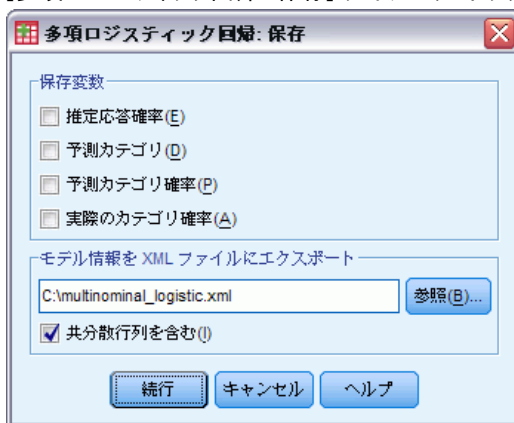 多項ロジスティック回帰: 保存
保存変数
推定応答確率(E)
予測カテゴリ(D)
予測カテゴリ確率(P)
実際のカテゴリ確率(A)
モデル情報を XML ファイルにエクスポート
C:\multinominal_logistic.xml
参照(B)...
共分散行列を含む(I)
続行
キャンセル
ヘルプ